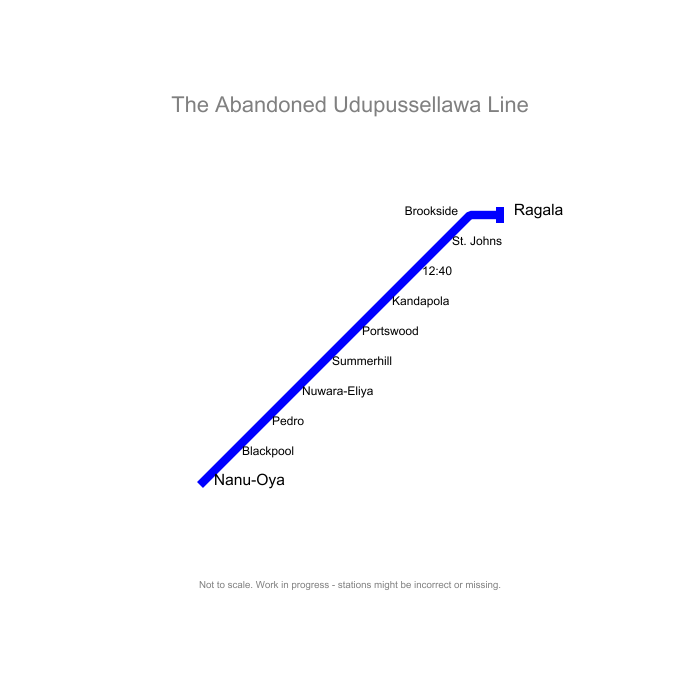 The Abandoned Udupussellawa Line
Brookside
Ragala
St. Johns
12:40
Kandapola
Portswood
Summerhill
Nuwara-Eliya
Pedro
Blackpool
Nanu-Oya
Not to scale. Work in progress - stations might be incorrect or missing.